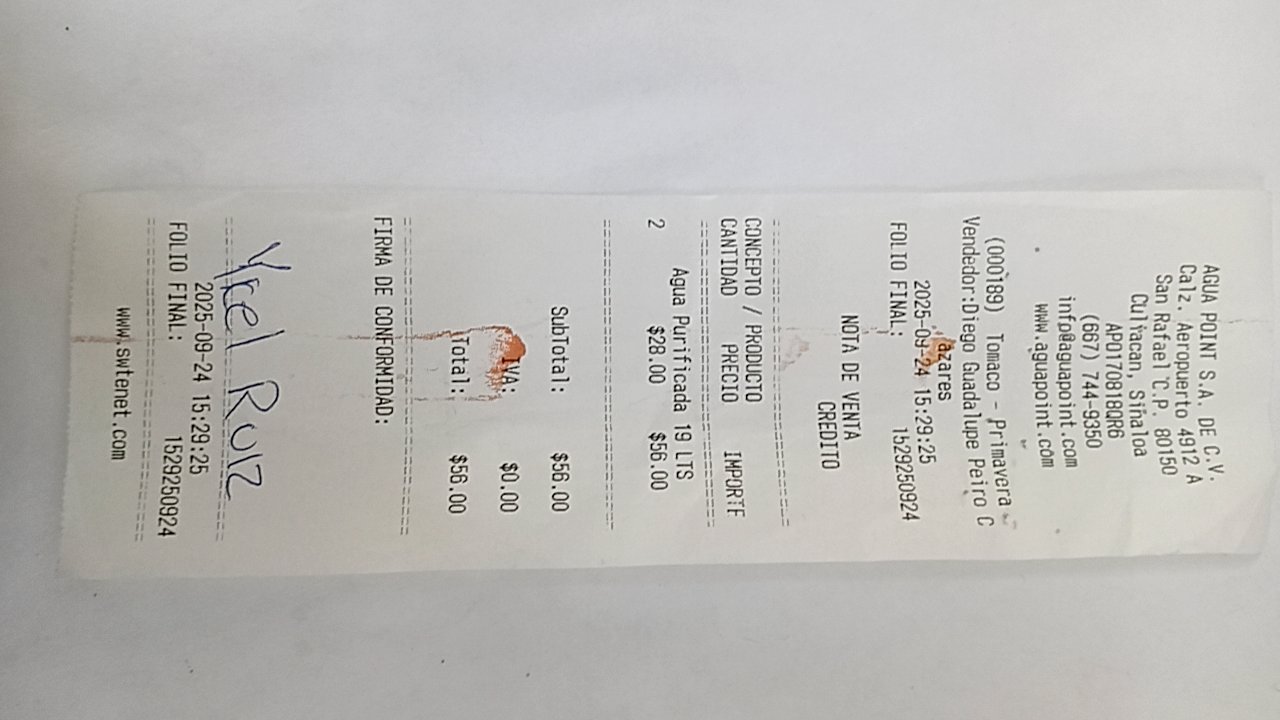 AGUA POINT S.A. DE C.V.
Calz. Aeropuerto 4912 A
San Rafael C.P. 80150
Culiacan, Sinaloa
APO170818QR6
(667) 744-9350
info@aguapoint.com
www.aguapoint.com
(000189) Tomaco - Primavera
Vendedor:Diego Guadalupe Peiro C
azares
2025-09-24 15:29:25
FOLIO FINAL: 1529250924
NOTA DE VENTA
CREDITO
CONCEPTO / PRODUCTO
CANTIDAD PRECIO IMPORTE
Agua Purificada 19 LTS
2 $28.00 $56.00
SubTotal: $56.00
IVA: $0.00
Total: $56.00
FIRMA DE CONFORMIDAD:
Yrel Ruiz
2025-09-24 15:29:25
FOLIO FINAL: 1529250924
www.swtenet.com